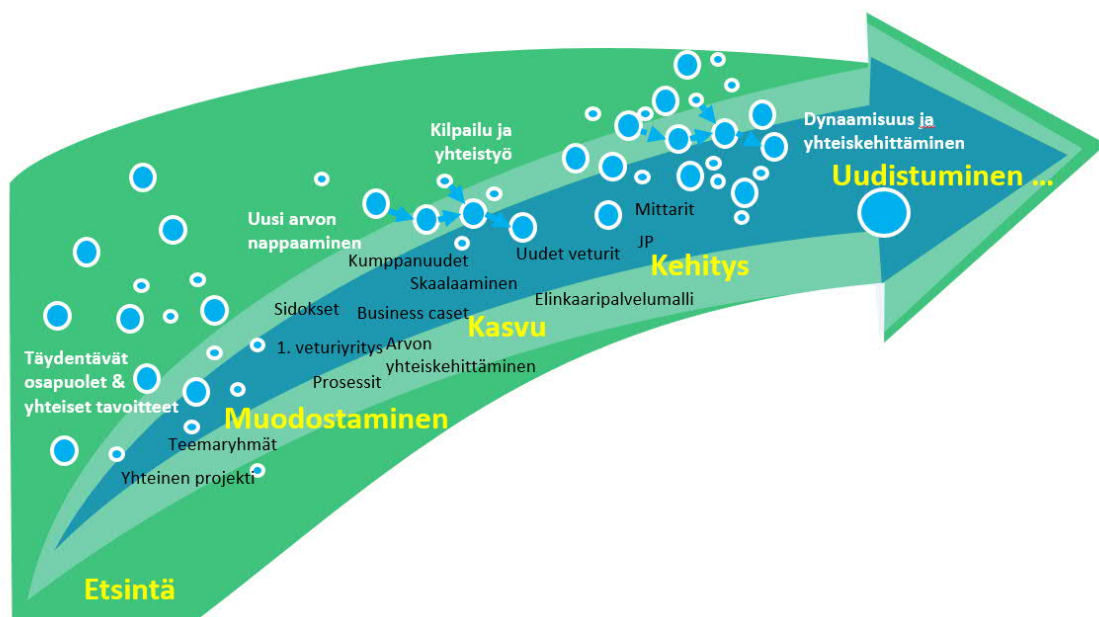 Kilpailu ja
yhteistyö
Dynaamisuus ja
yhteiskehittäminen
Uudistuminen ...
Uusi arvon
nappaaminen
Mittarit
JP
Kehitys
Kumppanuudet
Uudet veturit
Skaalaaminen
Elinkaaripalvelumalli
Sidokset
Business caset
Kasvu
1. veturiyritys
Arvon
yhteiskehittäminen
Prosessit
Täydentävät
osapuolet &
yhteiset tavoitteet
Muodostaminen
Teemaryhmät
Yhteinen projekti
Etsintä